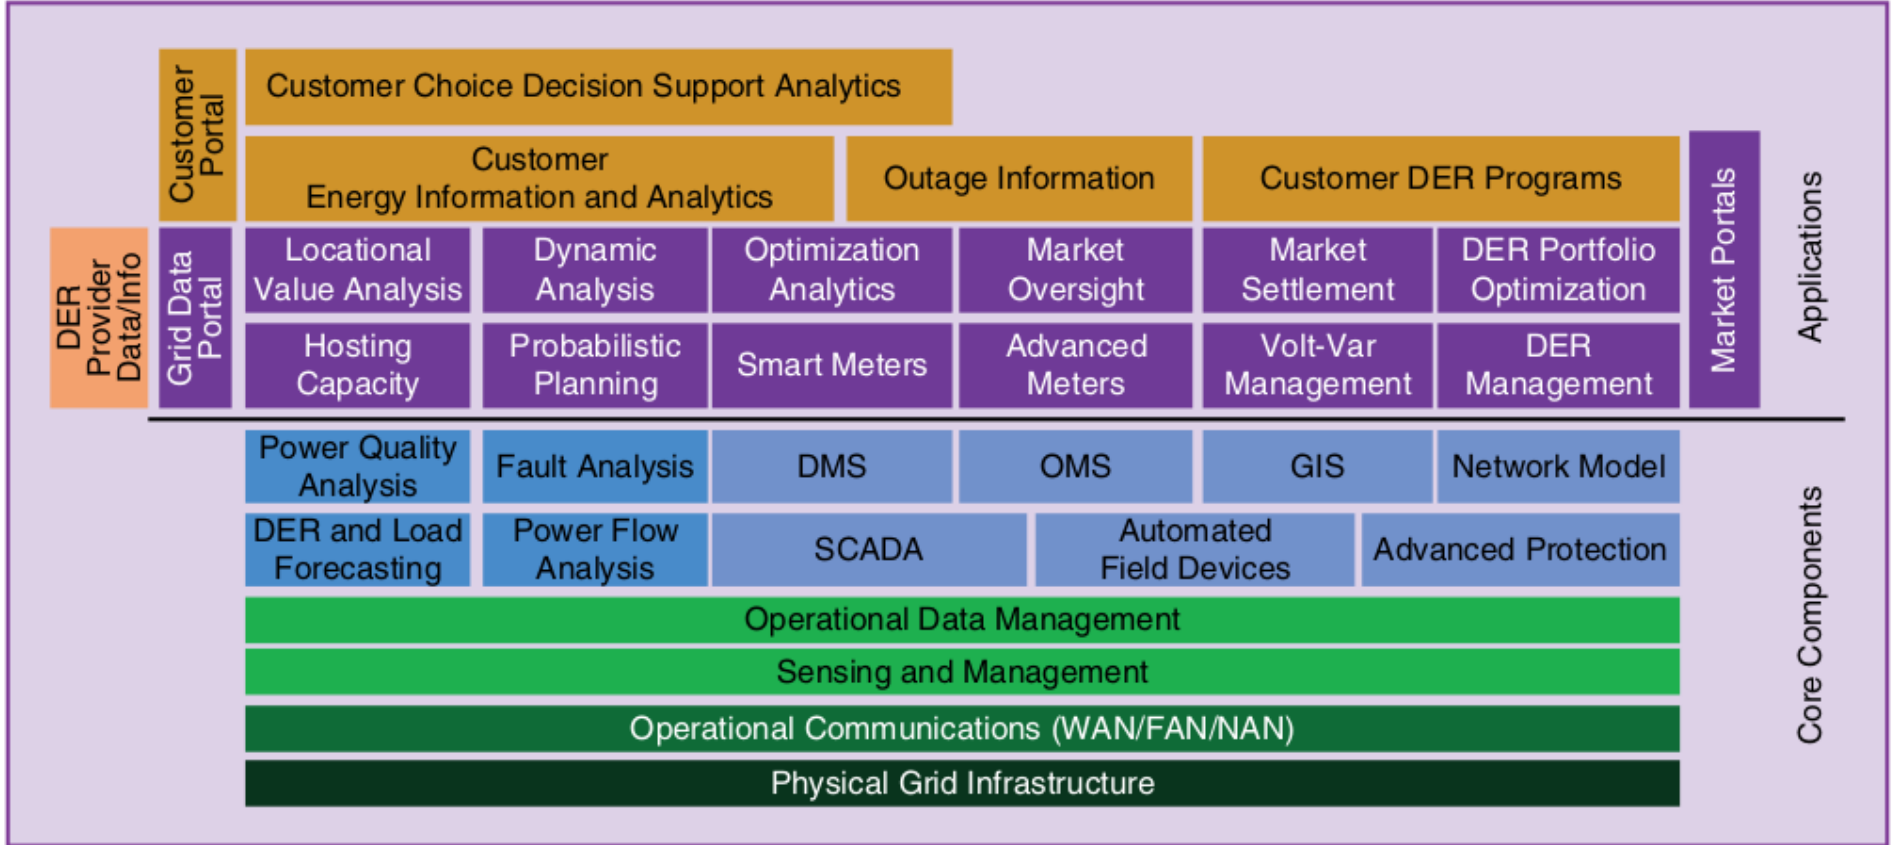 Customer
Portal
Customer Choice Decision Support Analytics
Customer
Energy Information and Analytics
Outage Information
Customer DER Programs
DER
Provider
Data/Info
Grid Data
Portal
Locational
Value Analysis
Dynamic
Analysis
Optimization
Analytics
Market
Oversight
Market
Settlement
DER Portfolio
Optimization
Hosting
Capacity
Probabilistic
Planning
Smart Meters
Advanced
Meters
Volt-Var
Management
DER
Management
Market Portals
Applications
Power Quality
Analysis
Fault Analysis
DMS
OMS
GIS
Network Model
DER and Load
Forecasting
Power Flow
Analysis
SCADA
Automated
Field Devices
Advanced Protection
Operational Data Management
Sensing and Management
Operational Communications (WAN/FAN/NAN)
Physical Grid Infrastructure
Core Components